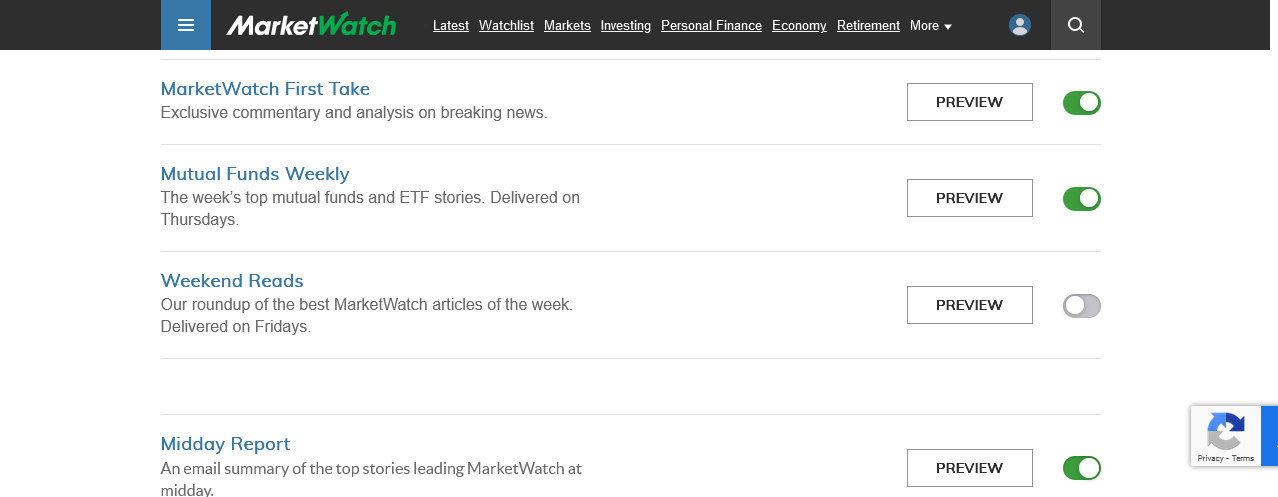 MarketWatch Latest Watchlist Markets Investing Personal Finance Economy Retirement More
MarketWatch First Take
Exclusive commentary and analysis on breaking news.
PREVIEW
Mutual Funds Weekly
The week’s top mutual funds and ETF stories. Delivered on
Thursdays.
PREVIEW
Weekend Reads
Our roundup of the best MarketWatch articles of the week.
Delivered on Fridays.
PREVIEW
Midday Report
An email summary of the top stories leading MarketWatch at
midday.
PREVIEW
Privacy - Terms